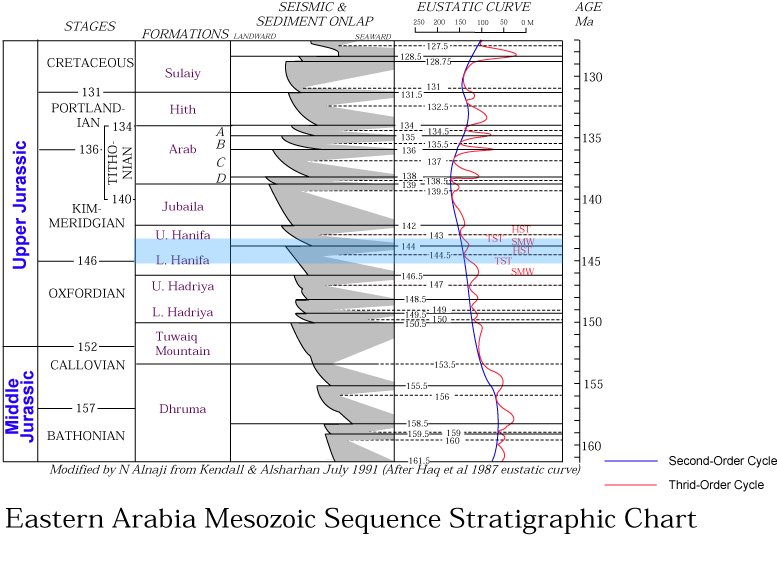 STAGES
FORMATIONS
SEISMIC &
SEDIMENT ONLAP
LANDWARD
SEAWARD
EUSTATIC CURVE
250 200 150 100 0 M
AGE
Ma
Upper Jurassic
Middle
Jurassic
CRETACEOUS
131
PORTLAND-
IAN
134
136
TITHO-
NIAN
140
KIM-
MERIDGIAN
146
OXFORDIAN
152
CALLOVIAN
157
BATHONIAN
Sulaiy
Hith
Arab
A
B
C
D
Jubaila
U. Hanifa
L. Hanifa
U. Hadriya
L. Hadriya
Tuwaiq
Mountain
Dhruma
127.5
128.5
128.75
131
131.5
132.5
134
134.5
135
135.5
136
137
138
138.5
139
139.5
142
143
144
144.5
146.5
147
148.5
149
149.5
150
150.5
153.5
155.5
156
158.5
159
159.5
160
161.5
HST
TST
SMW
HST
TST
SMW
130
135
140
145
150
155
160
Modified by N Alnaji from Kendall & Alsharhan July 1991 (After Haq et al 1987 eustatic curve)
Second-Order Cycle
Thrid-Order Cycle
Eastern Arabia Mesozoic Sequence Stratigraphic Chart